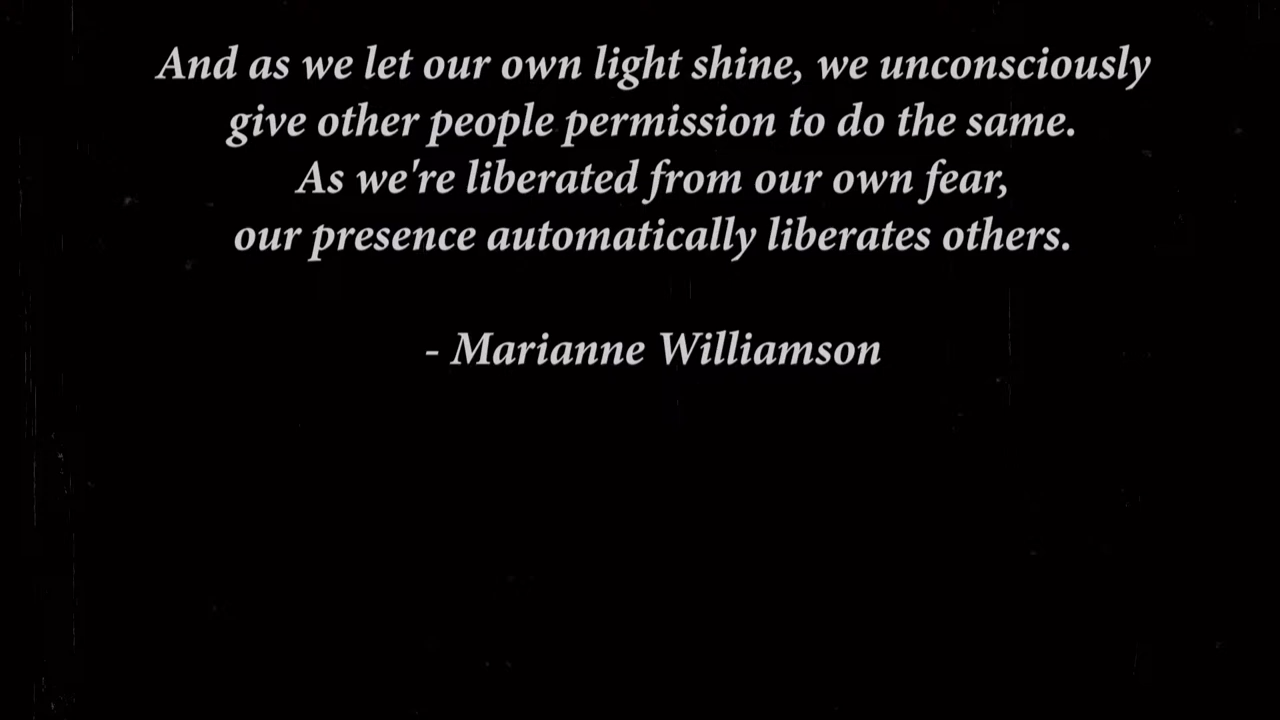 And as we let our own light shine, we unconsciously
give other people permission to do the same.
As we're liberated from our own fear,
our presence automatically liberates others.
- Marianne Williamson